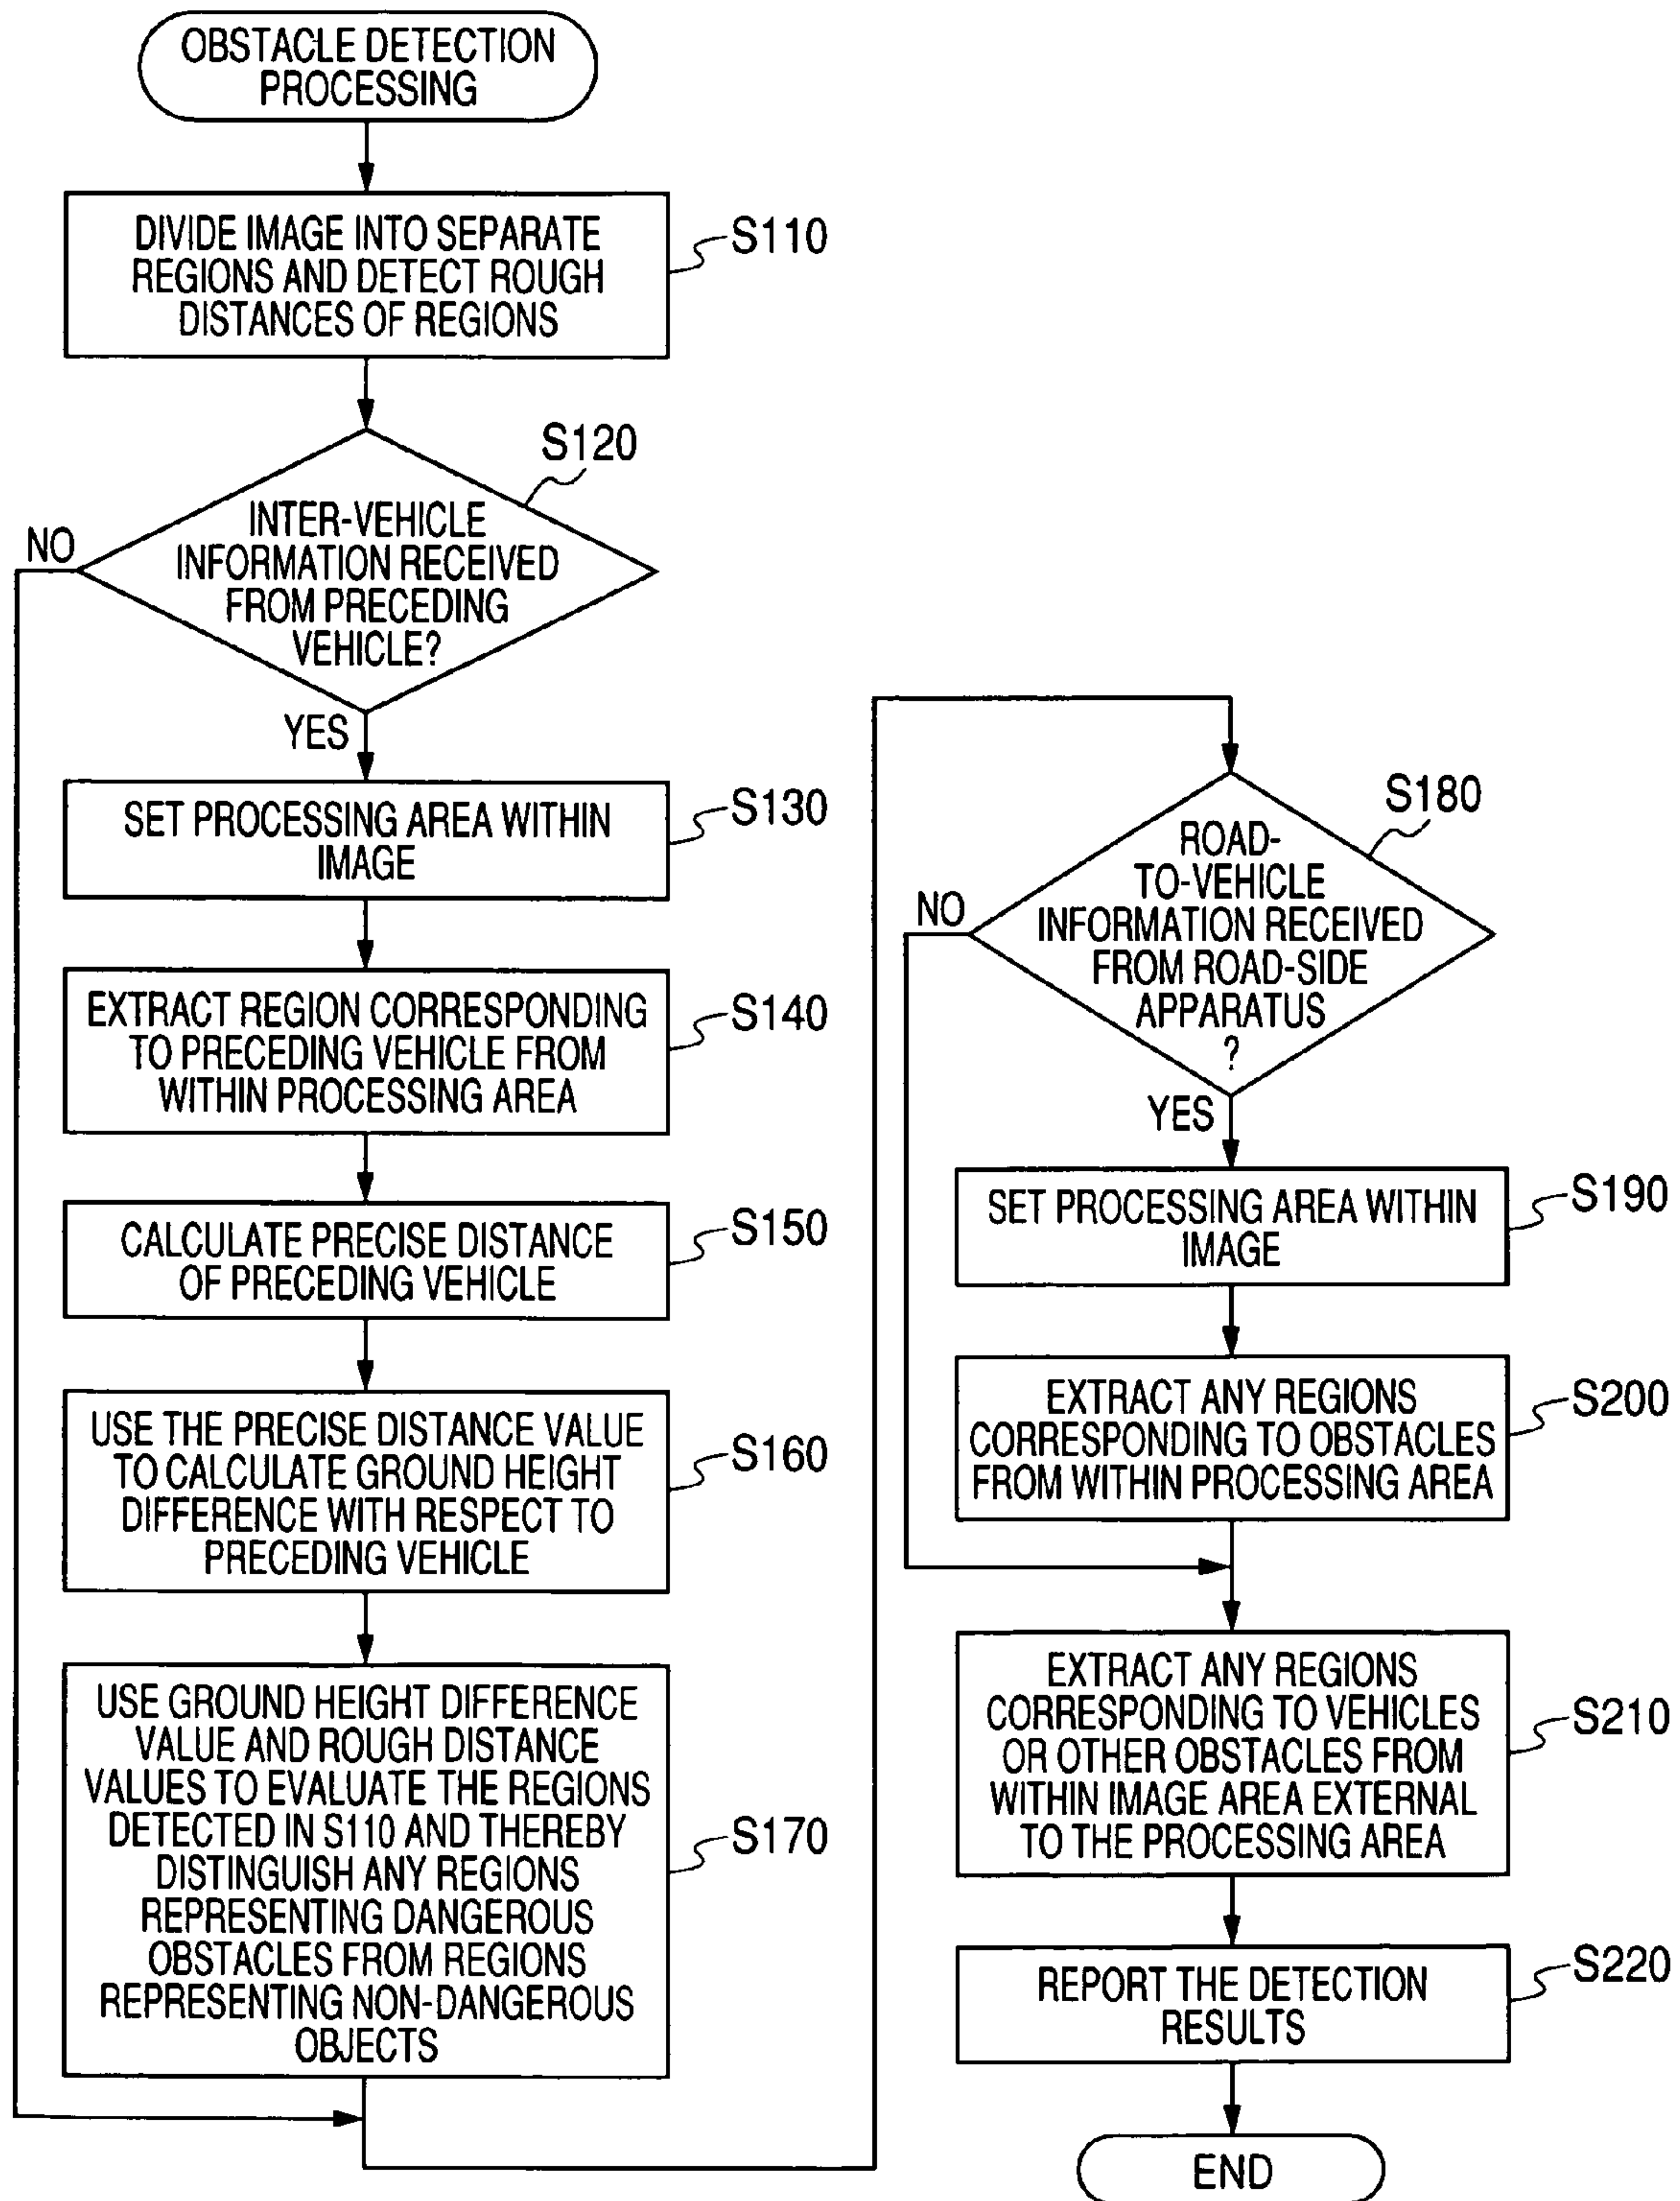 OBSTACLE DETECTION
PROCESSING
DIVIDE IMAGE INTO SEPARATE
REGIONS AND DETECT ROUGH
DISTANCES OF REGIONS
S110
S120
INTER-VEHICLE
INFORMATION RECEIVED
FROM PRECEDING
VEHICLE?
NO
YES
SET PROCESSING AREA WITHIN
IMAGE
S130
EXTRACT REGION CORRESPONDING
TO PRECEDING VEHICLE FROM
WITHIN PROCESSING AREA
S140
CALCULATE PRECISE DISTANCE
OF PRECEDING VEHICLE
S150
USE THE PRECISE DISTANCE VALUE
TO CALCULATE GROUND HEIGHT
DIFFERENCE WITH RESPECT TO
PRECEDING VEHICLE
S160
USE GROUND HEIGHT DIFFERENCE
VALUE AND ROUGH DISTANCE
VALUES TO EVALUATE THE REGIONS
DETECTED IN S110 AND THEREBY
DISTINGUISH ANY REGIONS
REPRESENTING DANGEROUS
OBSTACLES FROM REGIONS
REPRESENTING NON-DANGEROUS
OBJECTS
S170
S180
ROAD-
TO-VEHICLE
INFORMATION RECEIVED
FROM ROAD-SIDE
APPARATUS
?
NO
YES
SET PROCESSING AREA WITHIN
IMAGE
S190
EXTRACT ANY REGIONS
CORRESPONDING TO OBSTACLES
FROM WITHIN PROCESSING AREA
S200
EXTRACT ANY REGIONS
CORRESPONDING TO VEHICLES
OR OTHER OBSTACLES FROM
WITHIN IMAGE AREA EXTERNAL
TO THE PROCESSING AREA
S210
REPORT THE DETECTION
RESULTS
S220
END